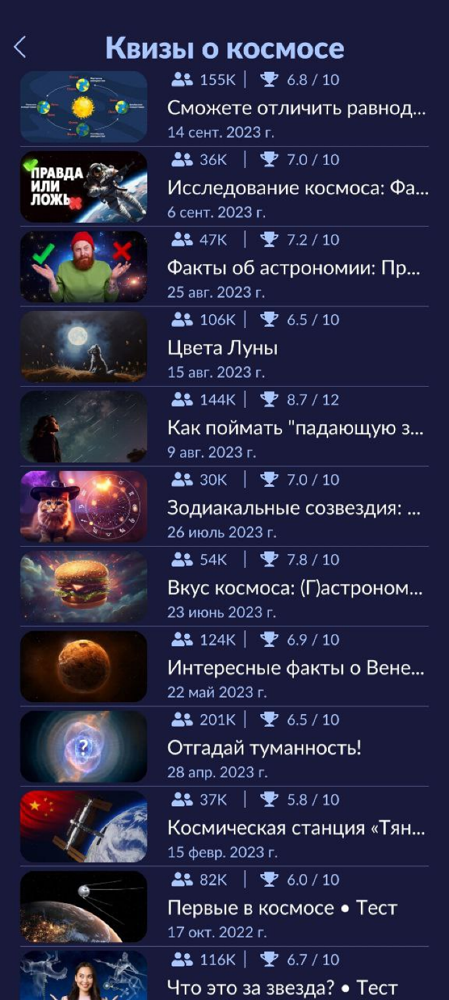 Квизы о космосе
155K | 6.8 / 10
Сможете отличить равнод...
14 сент. 2023 г.
ПРАВДА
ИЛИ
ЛОЖЬ
36K | 7.0 / 10
Исследование космоса: Фа...
6 сент. 2023 г.
47K | 7.2 / 10
Факты об астрономии: Пр...
25 авг. 2023 г.
106K | 6.5 / 10
Цвета Луны
15 авг. 2023 г.
144K | 8.7 / 12
Как поймать "падающую з...
9 авг. 2023 г.
30K | 7.0 / 10
Зодиакальные созвездия: ...
26 июль 2023 г.
54K | 7.8 / 10
Вкус космоса: (Г)астроном...
23 июнь 2023 г.
124K | 6.9 / 10
Интересные факты о Вене...
22 май 2023 г.
?
201K | 6.5 / 10
Отгадай туманность!
28 апр. 2023 г.
37K | 5.8 / 10
Космическая станция «Тян...
15 февр. 2023 г.
82K | 6.0 / 10
Первые в космосе • Тест
17 окт. 2022 г.
116K | 6.7 / 10
Что это за звезда? • Тест